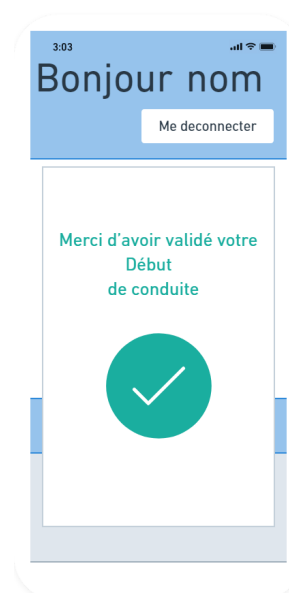 3:03
Bonjour nom
Me deconnecter
Merci d'avoir validé votre
Début
de conduite